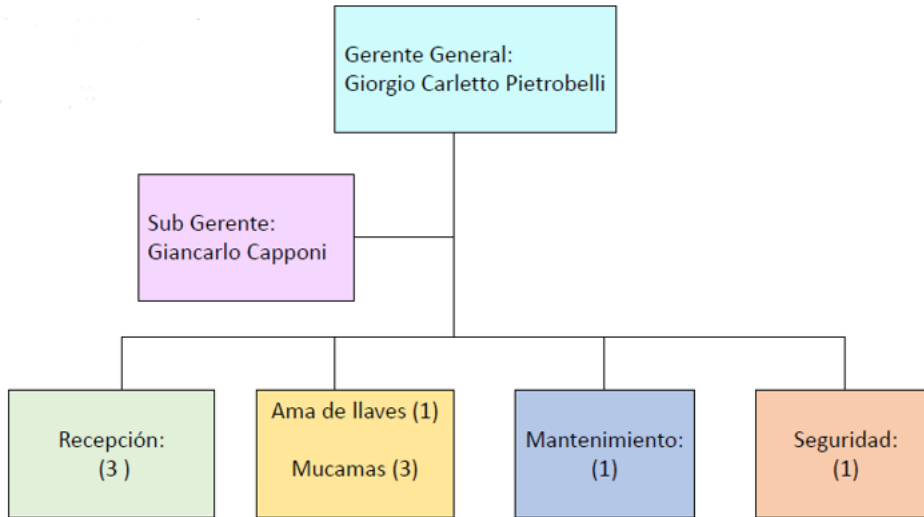 Gerente General:
Giorgio Carletto Pietrobelli
Sub Gerente:
Giancarlo Capponi
Recepción:
(3 )
Ama de llaves (1)
Mucamas (3)
Mantenimiento:
(1)
Seguridad:
(1)